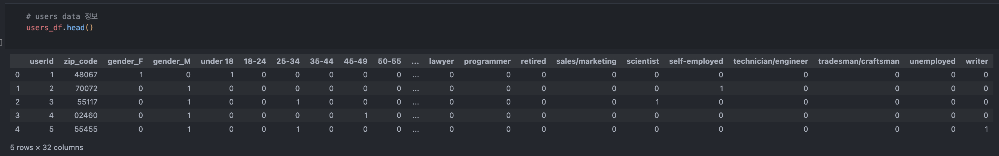 # users data 정보
users_df.head()
userId zip_code gender_F gender_M under 18 18-24 25-34 35-44 45-49 50-55 ... lawyer programmer retired sales/marketing scientist self-employed technician/engineer tradesman/craftsman unemployed writer
0 1 48067 1 0 1 0 0 0 0 0 ... 0 0 0 0 0 0 0 0 0 0
1 2 70072 0 1 0 0 0 0 0 0 ... 0 0 0 0 0 1 0 0 0 0
2 3 55117 0 1 0 0 1 0 0 0 ... 0 0 0 0 1 0 0 0 0 0
3 4 02460 0 1 0 0 0 0 1 0 ... 0 0 0 0 0 0 0 0 0 0
4 5 55455 0 1 0 0 1 0 0 0 ... 0 0 0 0 0 0 0 0 0 1
5 rows × 32 columns